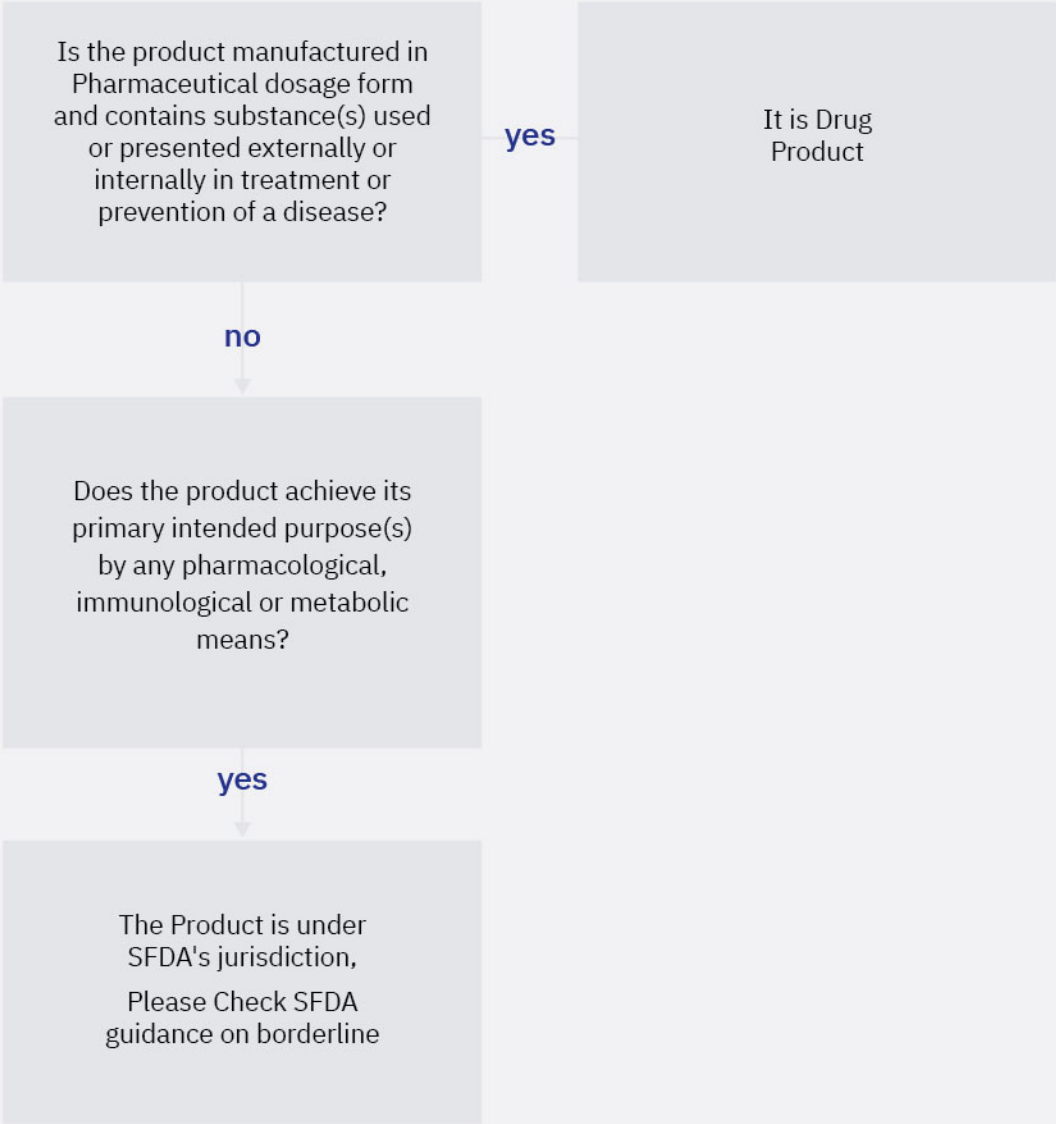 Is the product manufactured in
Pharmaceutical dosage form
and contains substance(s) used
or presented externally or
internally in treatment or
prevention of a disease?
yes
It is Drug
Product
no
Does the product achieve its
primary intended purpose(s)
by any pharmacological,
immunological or metabolic
means?
yes
The Product is under
SFDA's jurisdiction,
Please Check SFDA
guidance on borderline